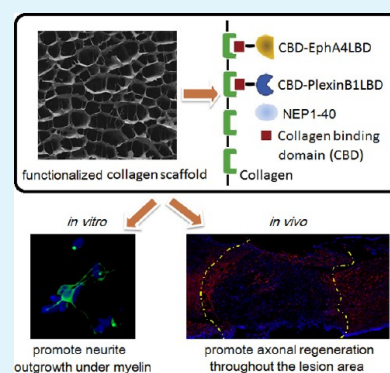 CBD-EphA4LBD
CBD-PlexinB1LBD
NEP1-40
Collagen binding
domain (CBD)
functionalized collagen scaffold
Collagen
in vitro
in vivo
promote neurite
outgrowth under myelin
promote axonal regeneration
throughout the lesion area